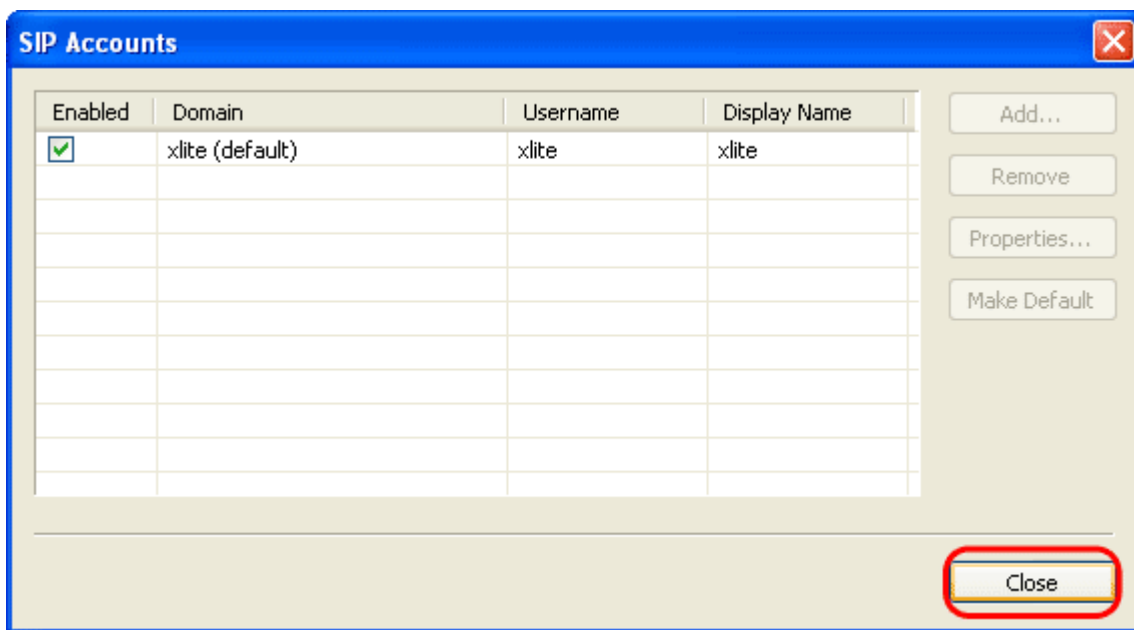 SIP Accounts
Enabled Domain Username Display Name
xlite (default) xlite xlite
Add...
Remove
Properties...
Make Default
Close